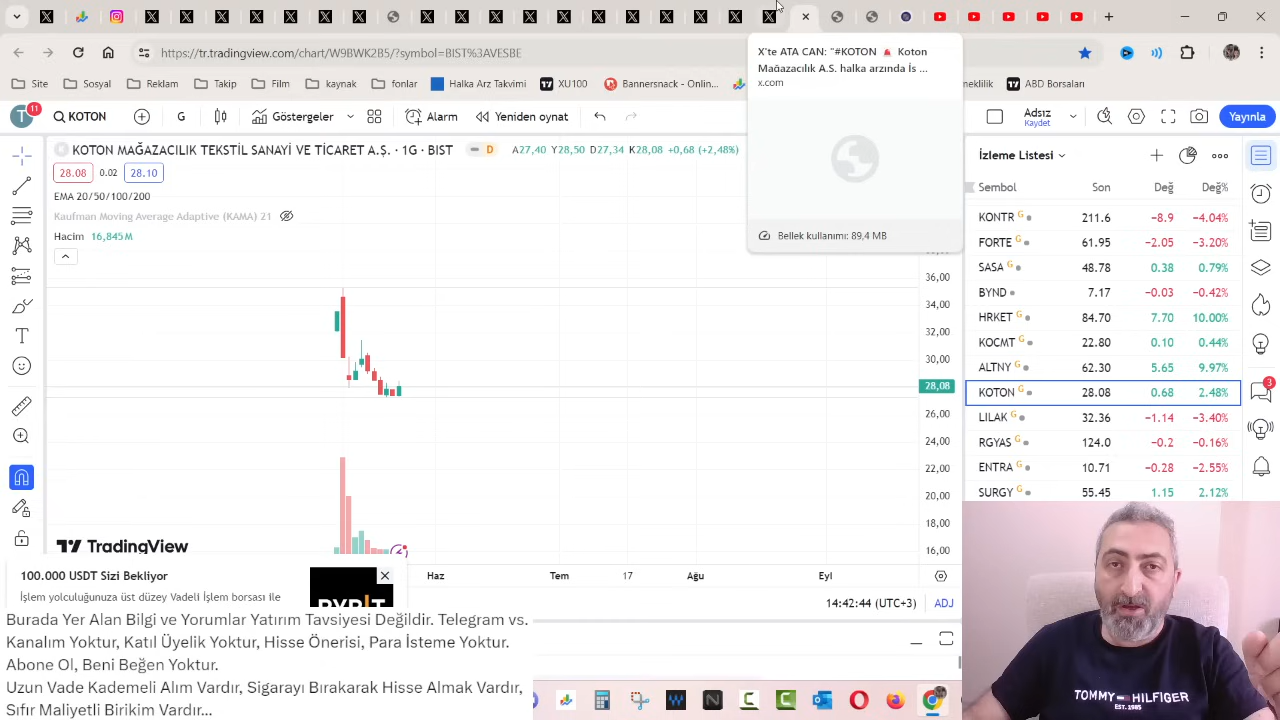 https://tr.tradingview.com/chart/W9BWK2B5/?symbol=BIST%3AVESBE
X'te ATA CAN: "#KOTON 🚨 Koton
Mağazacılık A.S. halka arzında İs ...
x.com
Bellek kullanımı: 89,4 MB
Borsa
Reklam
Takip
Bilgi
Yabancı Oranları
Halka Arz Takvimi
XU100
Bannersnack - Onlin...
neklilik
ABD Borsaları
11
T
KOTON
G
Göstergeler
Alarm
Yeniden oynat
Adsız
Kaydet
Yayınla
KOTON MAĞAZACILIK TEKSTİL SANAYİ VE TİCARET A.Ş. · 1G · BIST
D
A27,40 Y28,50 D27,34 K28,08 +0,68 (+2,48%)
28.08 0.02 28.10
EMA 20/50/100/200
Kaufman Moving Average Adaptive (KAMA) 21
Hacim 16,845M
36,00
34,00
32,00
30,00
28,08
26,00
24,00
22,00
20,00
18,00
16,00
TradingView
Haz Tem 17 Ağu Eyl
14:42:44 (UTC+3) ADJ
İzleme Listesi
Sembol Son Değ Değ%
KONTR G 211.6 −8.9 −4.04%
FORTE G 61.95 −2.05 −3.20%
SASA G 48.78 0.38 0.79%
BYND 7.17 −0.03 −0.42%
HRKET G 84.70 7.70 10.00%
KOCMT G 22.80 0.10 0.44%
ALTNY G 62.30 5.65 9.97%
KOTON G 28.08 0.68 2.48%
LILAK G 32.36 −1.14 −3.40%
RGYAS G 124.0 −0.2 −0.16%
ENTRA G 10.71 −0.28 −2.55%
SURGY G 55.45 1.15 2.12%
3
100.000 USDT Sizi Bekliyor
İşlem yolculuğunuza üst düzey Vadeli İşlem borsası ile
BYBIT
Burada Yer Alan Bilgi ve Yorumlar Yatırım Tavsiyesi Değildir. Telegram vs.
Kanalım Yoktur, Katıl Üyelik Yoktur, Hisse Önerisi, Para İsteme Yoktur.
Abone Ol, Beni Beğen Yoktur.
Uzun Vade Kademeli Alım Vardır, Sigarayı Bırakarak Hisse Almak Vardır,
Sıfır Maliyetli Birikim Vardır...
TOMMY HILFIGER
EST. 1985